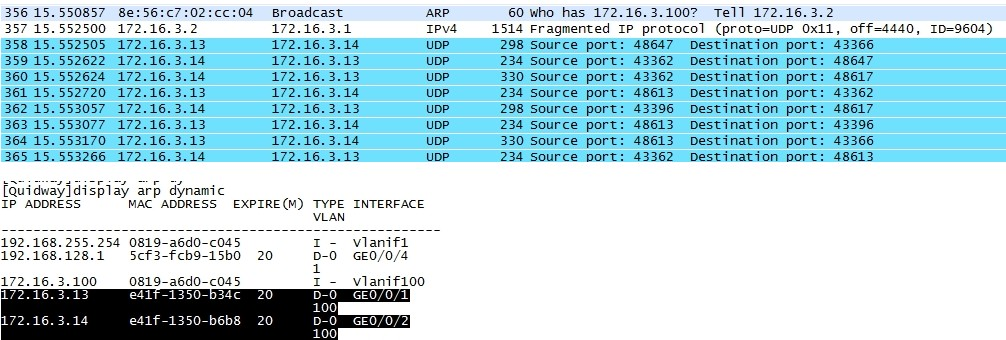 356 15.550857 8e:56:c7:02:cc:04 Broadcast ARP 60 Who has 172.16.3.100? Tell 172.16.3.2
357 15.552500 172.16.3.2 172.16.3.1 IPv4 1514 Fragmented IP protocol (proto=UDP 0x11, off=4440, ID=9604)
358 15.552505 172.16.3.13 172.16.3.14 UDP 298 Source port: 48647 Destination port: 43366
359 15.552622 172.16.3.14 172.16.3.13 UDP 234 Source port: 43362 Destination port: 48647
360 15.552624 172.16.3.14 172.16.3.13 UDP 330 Source port: 43362 Destination port: 48617
361 15.552720 172.16.3.13 172.16.3.14 UDP 234 Source port: 48613 Destination port: 43362
362 15.553057 172.16.3.14 172.16.3.13 UDP 298 Source port: 43396 Destination port: 48617
363 15.553077 172.16.3.13 172.16.3.14 UDP 234 Source port: 48613 Destination port: 43396
364 15.553170 172.16.3.13 172.16.3.14 UDP 330 Source port: 48613 Destination port: 43366
365 15.553266 172.16.3.14 172.16.3.13 UDP 234 Source port: 43362 Destination port: 48613
[Quidway]display arp dynamic
IP ADDRESS MAC ADDRESS EXPIRE(M) TYPE INTERFACE
VLAN
------------------------------------------------------
192.168.255.254 0819-a6d0-c045 I - Vlanif1
192.168.128.1 5cf3-fcb9-15b0 20 D-0 GE0/0/4
1
172.16.3.100 0819-a6d0-c045 I - Vlanif100
172.16.3.13 e41f-1350-b34c 20 D-0 GE0/0/1
100
172.16.3.14 e41f-1350-b6b8 20 D-0 GE0/0/2
100